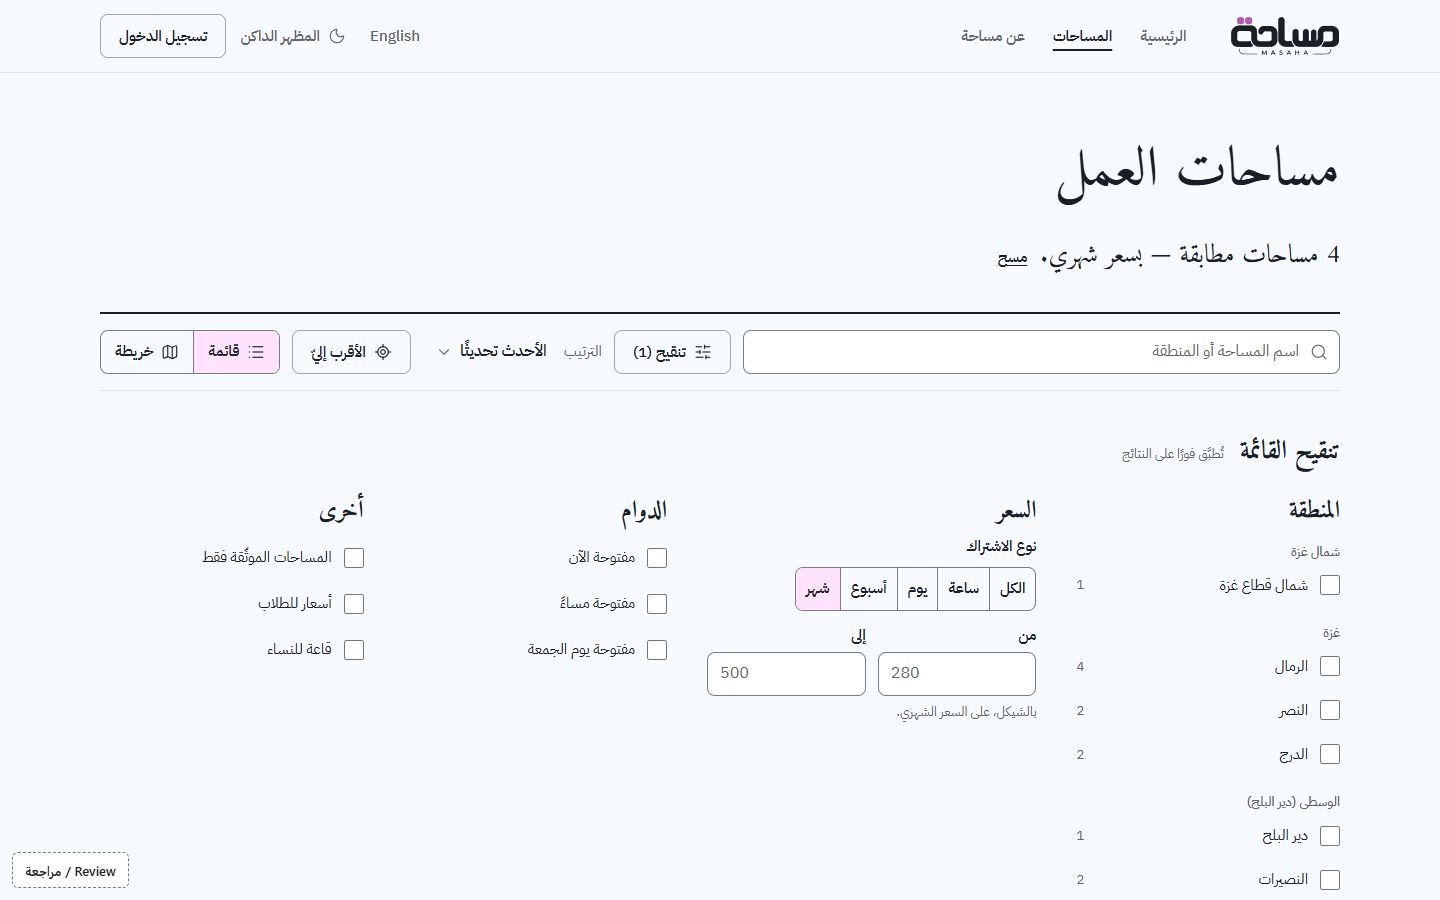 مساحة
MASAHA
الرئيسية
المساحات
عن مساحة
English
المظهر الداكن
تسجيل الدخول
مساحات العمل
4 مساحات مطابقة — بسعر شهري. مسح
اسم المساحة أو المنطقة
تنقيح (1)
الترتيب
الأحدث تحديثًا
الأقرب إليّ
قائمة
خريطة
تنقيح القائمة
تُطبَّق فورًا على النتائج
المنطقة
شمال غزة
شمال قطاع غزة 1
غزة
الرمال 4
النصر 2
الدرج 2
الوسطى (دير البلح)
دير البلح 1
النصيرات 2
السعر
نوع الاشتراك
الكل
ساعة
يوم
أسبوع
شهر
من
إلى
280
500
بالشيكل، على السعر الشهري.
الدوام
مفتوحة الآن
مفتوحة مساءً
مفتوحة يوم الجمعة
أخرى
المساحات الموثّقة فقط
أسعار للطلاب
قاعة للنساء
مراجعة / Review